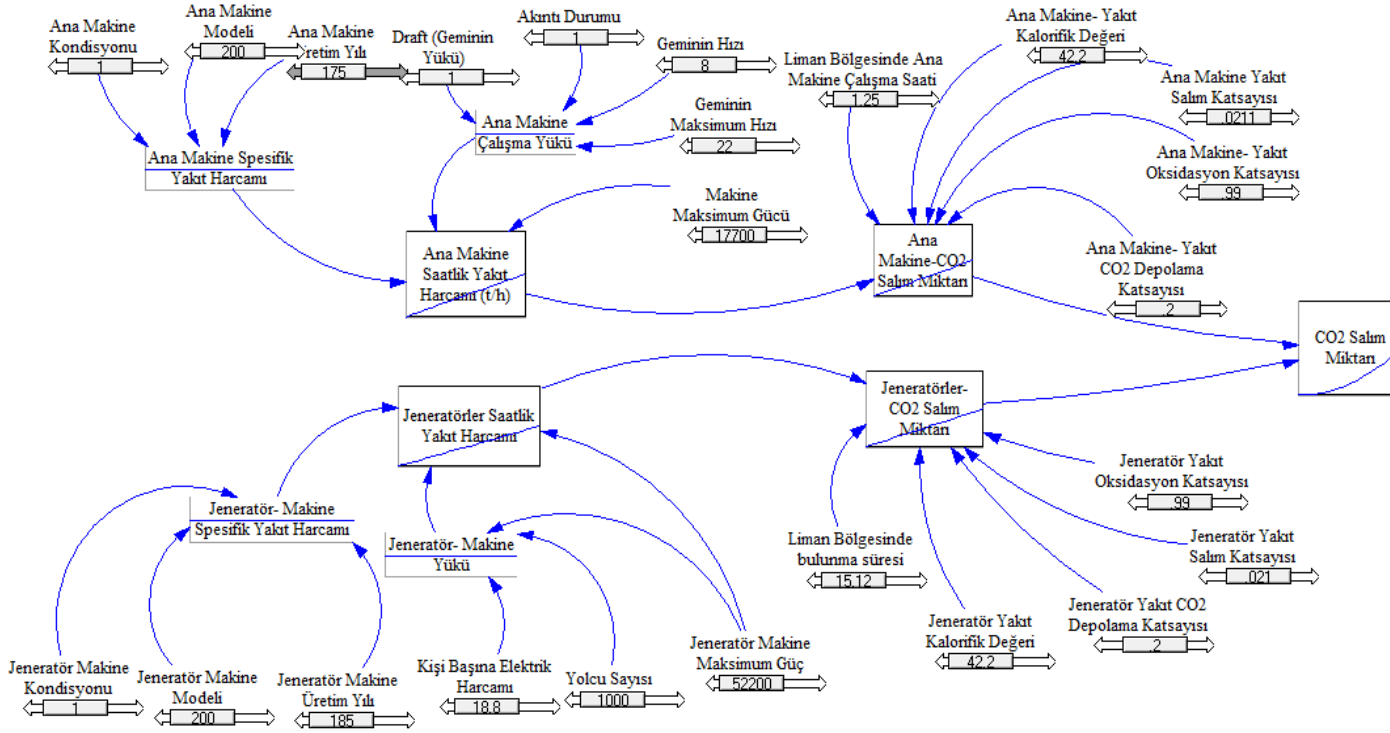 Ana Makine
Kondisyonu
1
Ana Makine
Modeli
200
Ana Makine
retim Yılı
175
Draft (Geminin
Yükü)
1
Akıntı Durumu
1
Geminin Hızı
8
Geminin
Maksimum Hızı
22
Ana Makine
Çalışma Yükü
Ana Makine Spesifik
Yakıt Harcamı
Makine
Maksimum Gücü
17700
Ana Makine
Saatlik Yakıt
Harcamı (t/h)
Liman Bölgesinde Ana
Makine Çalışma Saati
1.25
Ana Makine- Yakıt
Kalorifik Değeri
42.2
Ana Makine Yakıt
Salım Katsayısı
.0211
Ana Makine- Yakıt
Oksidasyon Katsayısı
.99
Ana Makine- Yakıt
CO2 Depolama
Katsayısı
.2
Ana
Makine-CO2
Salım Miktarı
CO2 Salım
Miktarı
Jeneratörler Saatlik
Yakıt Harcamı
Jeneratörler-
CO2 Salım
Miktarı
Jeneratör- Makine
Spesifik Yakıt Harcamı
Jeneratör- Makine
Yükü
Jeneratör Makine
Kondisyonu
1
Jeneratör Makine
Modeli
200
Jeneratör Makine
Üretim Yılı
185
Kişi Başına Elektrik
Harcamı
18.8
Yolcu Sayısı
1000
Jeneratör Makine
Maksimum Güç
52200
Liman Bölgesinde
bulunma süresi
15.12
Jeneratör Yakıt
Kalorifik Değeri
42.2
Jeneratör Yakıt CO2
Depolama Katsayısı
.2
Jeneratör Yakıt
Salım Katsayısı
.021
Jeneratör Yakıt
Oksidasyon Katsayısı
.99